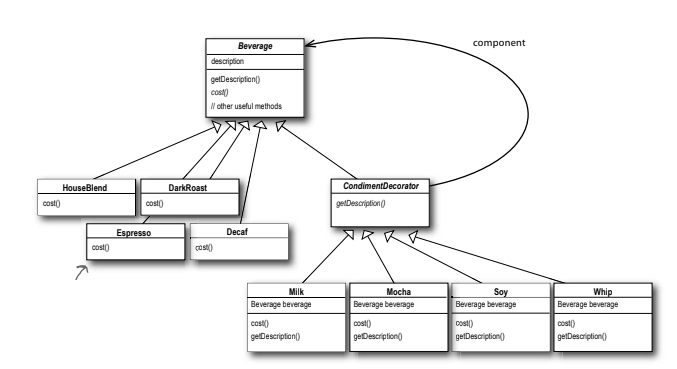 component
Beverage
description
getDescription()
cost()
// other useful methods
HouseBlend
cost()
DarkRoast
cost()
CondimentDecorator
getDescription()
Espresso
cost()
Decaf
cost()
Milk
Beverage beverage
cost()
getDescription()
Mocha
Beverage beverage
cost()
getDescription()
Soy
Beverage beverage
cost()
getDescription()
Whip
Beverage beverage
cost()
getDescription()